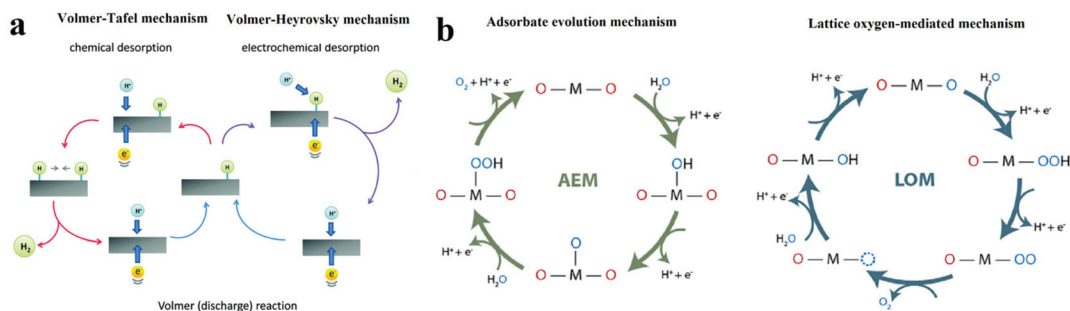 a
Volmer-Tafel mechanism
Volmer-Heyrovsky mechanism
chemical desorption
electrochemical desorption
H⁺
H
e⁻
H⁺
H
e⁻
H₂
H
H
H
H₂
H⁺
e⁻
H⁺
e⁻
Volmer (discharge) reaction
b
Adsorbate evolution mechanism
O₂ + H⁺ + e⁻
O — M — O
H₂O
H⁺ + e⁻
OOH
M
O
O
AEM
OH
M
O
O
H⁺ + e⁻
H₂O
O
O — M — O
H⁺ + e⁻
Lattice oxygen-mediated mechanism
H⁺ + e⁻
O — M — O
H₂O
H⁺ + e⁻
O — M — OH
LOM
O — M — OOH
H⁺ + e⁻
H₂O
H⁺ + e⁻
O — M —
O₂
O — M — OO